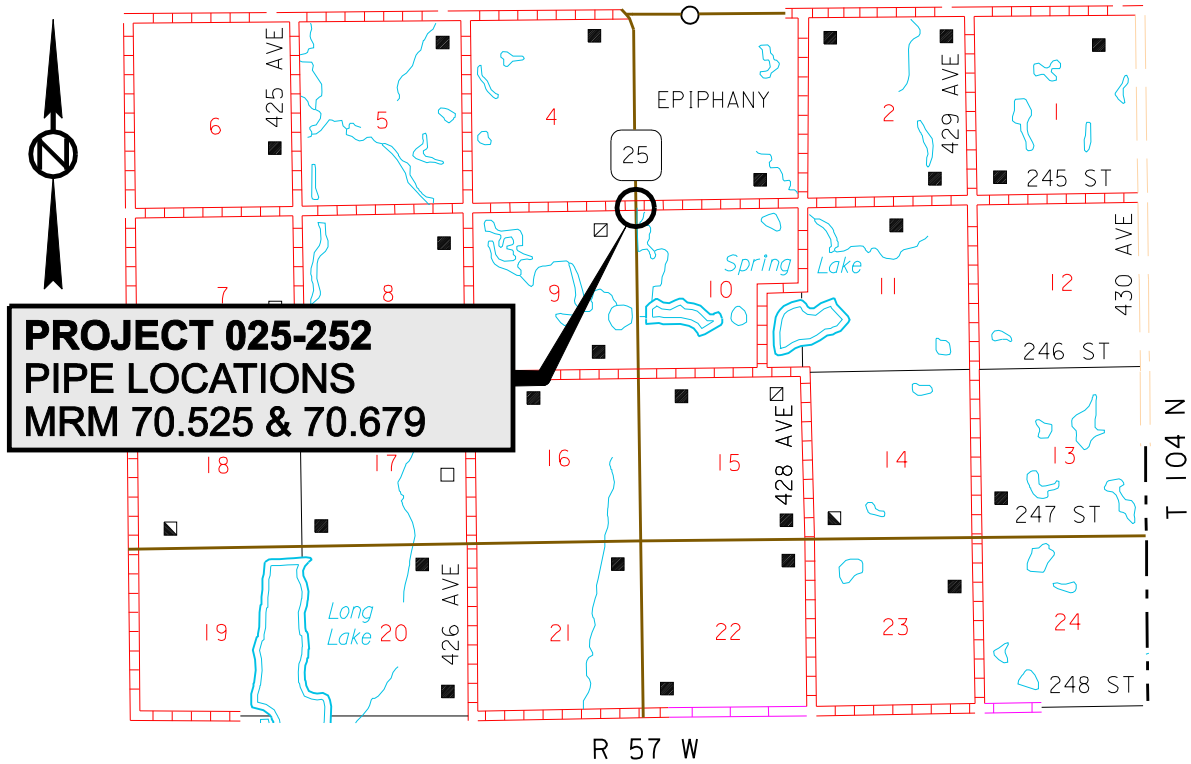 425 AVE
6
5
4
EPIPHANY
2
429 AVE
1
25
245 ST
N
7
8
9
10
Spring Lake
11
12
430 AVE
246 ST
PROJECT 025-252
PIPE LOCATIONS
MRM 70.525 & 70.679
18
17
16
15
428 AVE
14
13
247 ST
T 104 N
19
Long
Lake
20
426 AVE
21
22
23
24
248 ST
R 57 W